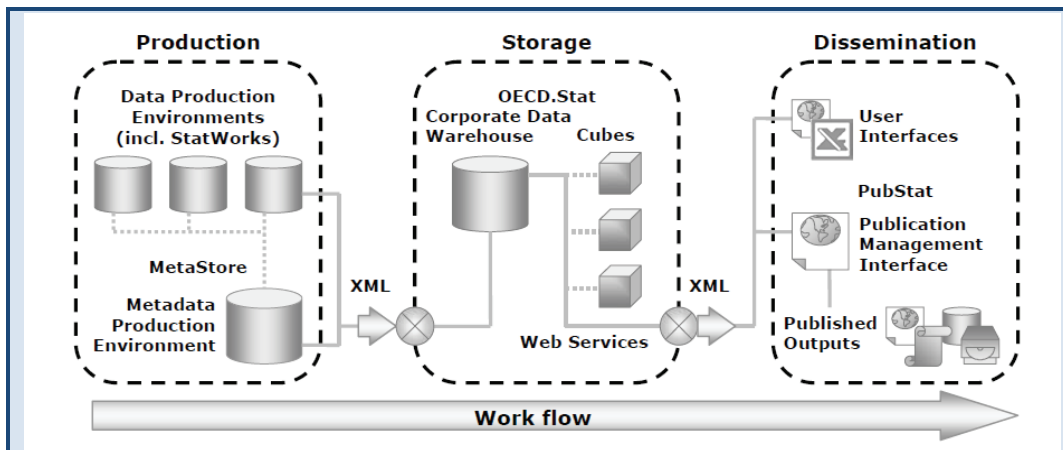 Production
Data Production
Environments
(incl. StatWorks)
MetaStore
Metadata
Production
Environment
XML
Storage
OECD.Stat
Corporate Data
Warehouse
Cubes
Web Services
XML
Dissemination
User
Interfaces
PubStat
Publication
Management
Interface
Published
Outputs
Work flow